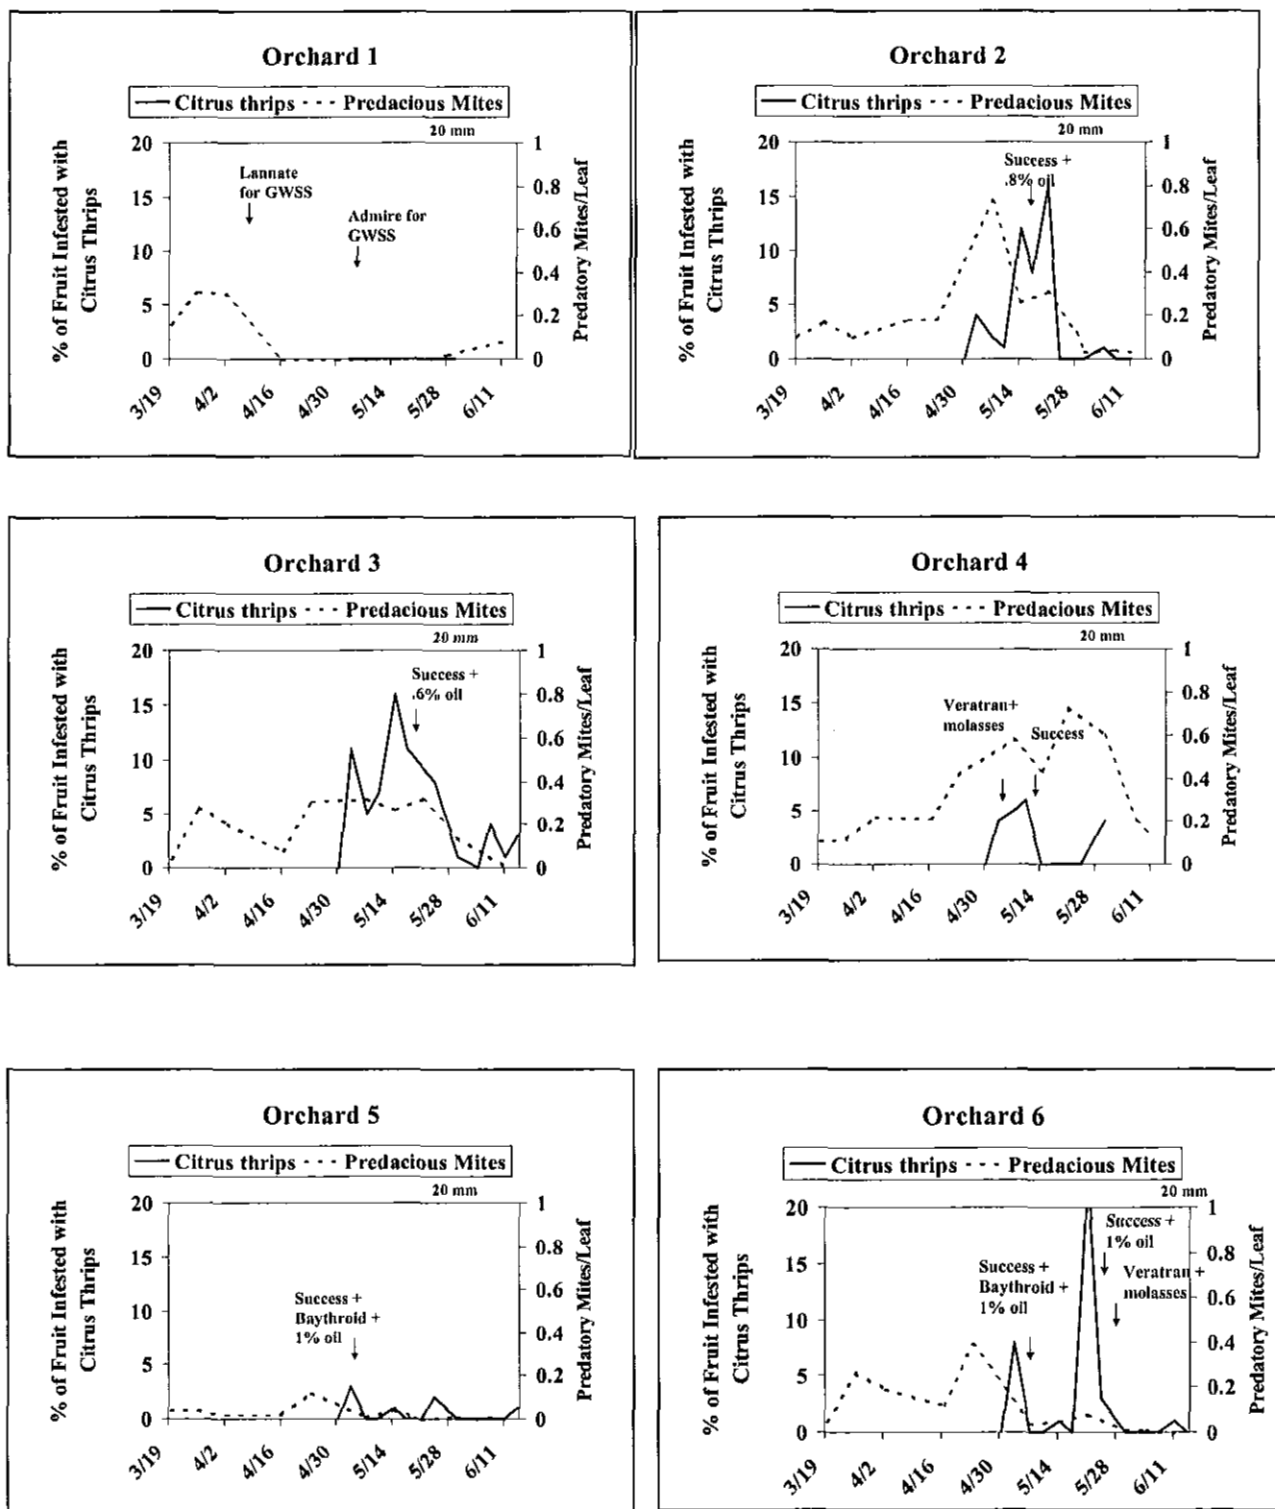 Orchard 1
Citrus thrips - - - Predacious Mites
20 mm
% of Fruit Infested with
Citrus Thrips
20
15
10
5
0
Lannate
for GWSS
Admire for
GWSS
1
0.8
0.6
0.4
0.2
0
Predatory Mites/Leaf
3/19
4/2
4/16
4/30
5/14
5/28
6/11
Orchard 2
Citrus thrips - - - Predacious Mites
20 mm
% of Fruit Infested with
Citrus Thrips
20
15
10
5
0
Success +
.8% oil
1
0.8
0.6
0.4
0.2
0
Predatory Mites/Leaf
3/19
4/2
4/16
4/30
5/14
5/28
6/11
Orchard 3
Citrus thrips - - - Predacious Mites
20 mm
% of Fruit Infested with
Citrus Thrips
20
15
10
5
0
Success +
.6% oil
1
0.8
0.6
0.4
0.2
0
Predatory Mites/Leaf
3/19
4/2
4/16
4/30
5/14
5/28
6/11
Orchard 4
Citrus thrips - - - Predacious Mites
20 mm
% of Fruit Infested with
Citrus Thrips
20
15
10
5
0
Veratran+
molasses
Success
1
0.8
0.6
0.4
0.2
0
Predatory Mites/Leaf
3/19
4/2
4/16
4/30
5/14
5/28
6/11
Orchard 5
Citrus thrips - - - Predacious Mites
20 mm
% of Fruit Infested with
Citrus Thrips
20
15
10
5
0
Success +
Baythroid +
1% oil
1
0.8
0.6
0.4
0.2
0
Predatory Mites/Leaf
3/19
4/2
4/16
4/30
5/14
5/28
6/11
Orchard 6
Citrus thrips - - - Predacious Mites
20 mm
% of Fruit Infested with
Citrus Thrips
20
15
10
5
0
Success +
Baythroid +
1% oil
Success +
1% oil
Veratran +
molasses
1
0.8
0.6
0.4
0.2
0
Predatory Mites/Leaf
3/19
4/2
4/16
4/30
5/14
5/28
6/11